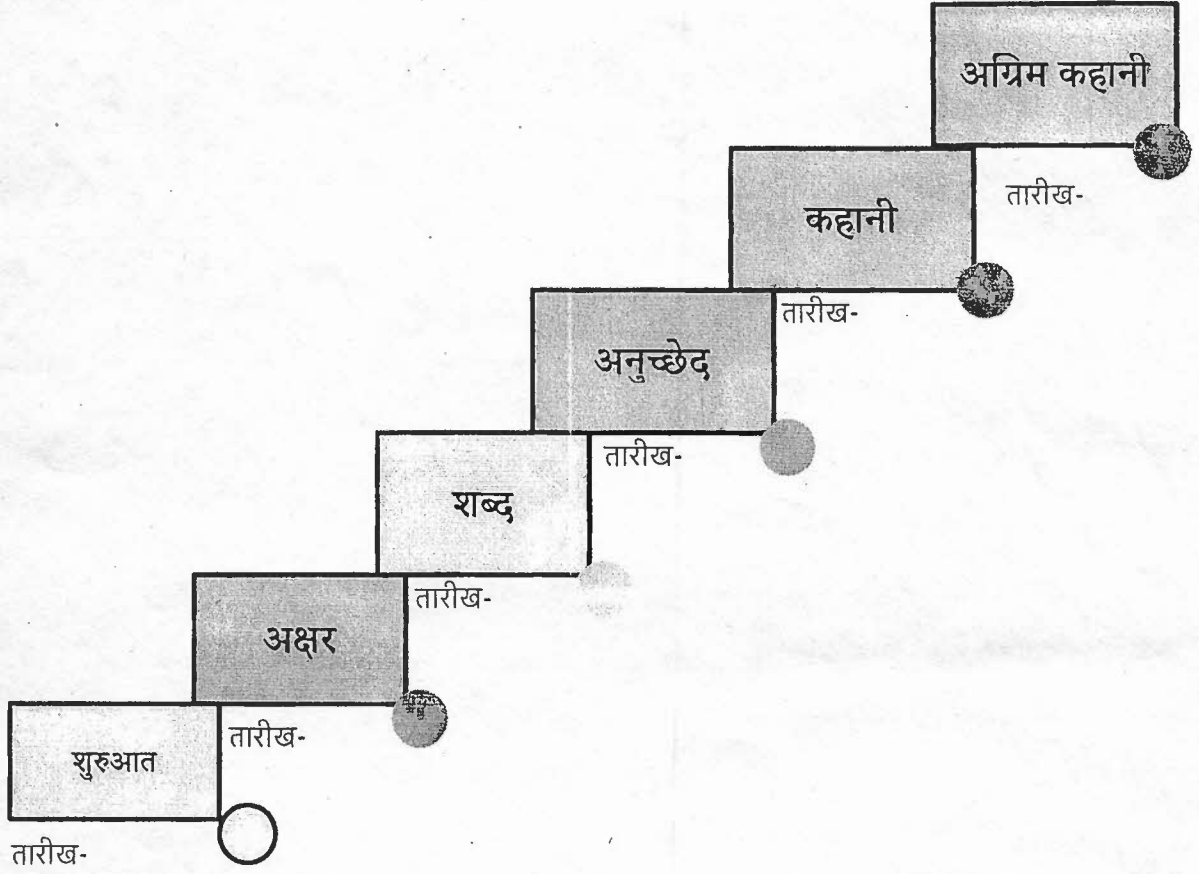 अग्रिम कहानी
तारीख-
कहानी
तारीख-
अनुच्छेद
तारीख-
शब्द
तारीख-
अक्षर
तारीख-
शुरुआत
तारीख-